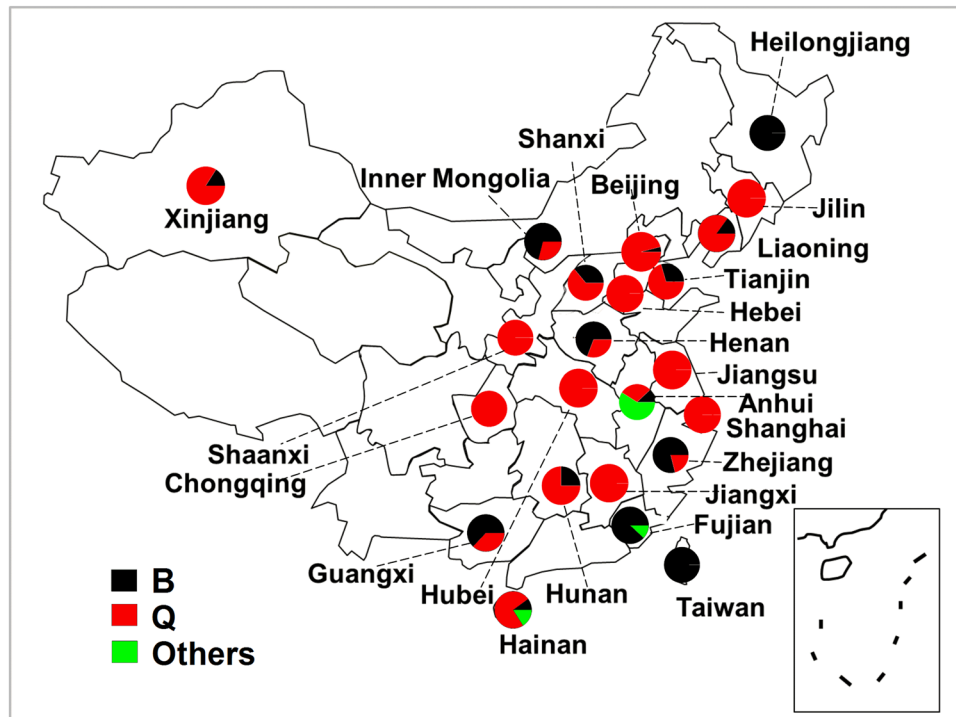 Heilongjiang
Shanxi
Inner Mongolia
Beijing
Xinjiang
Jilin
Liaoning
Tianjin
Hebei
Henan
Jiangsu
Anhui
Shanghai
Shaanxi
Zhejiang
Chongqing
Jiangxi
Fujian
Guangxi
Hubei
Hunan
Taiwan
Hainan
B
Q
Others